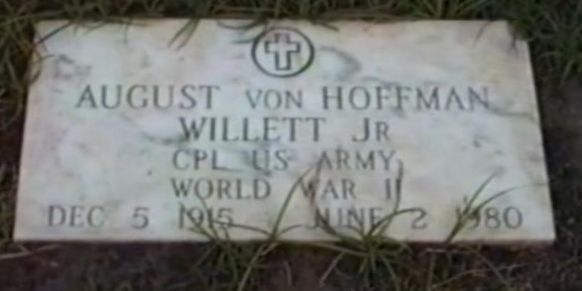 AUGUST VON HOFFMAN
WILLETT JR
CPL US ARMY
WORLD WAR II
DEC 5 1915 JUNE 2 1980